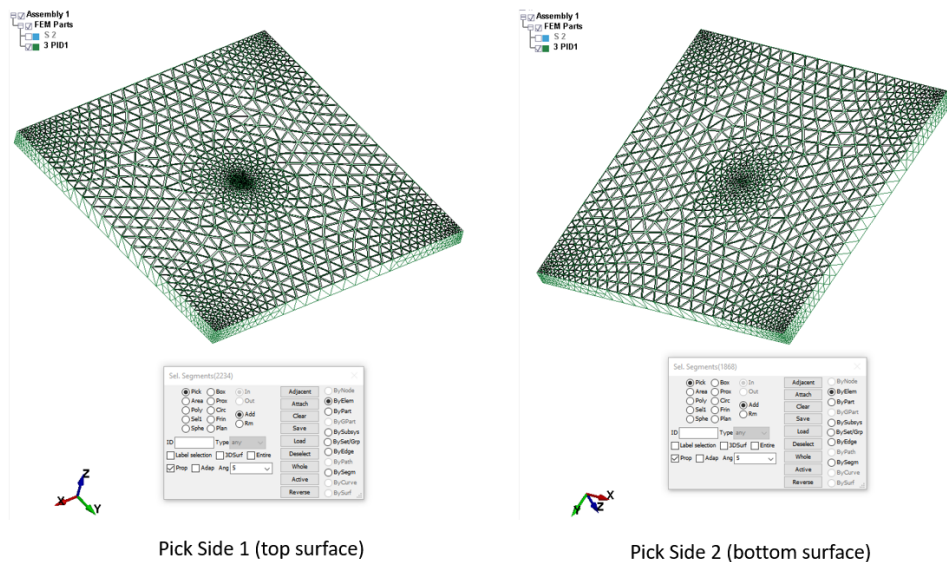 Assembly 1
FEM Parts
S 2
3 PID1
Z
X
Y
Sel. Segments(2234)
Pick Box In Adjacent ByNode
Area Prox Out Attach ByElem
Poly Circ Add Clear ByPart
Sel1 Frin Rm Save ByGPart
Sphe Plan Load BySubsys
ID Type any Deselect BySet/Grp
Label selection 3DSurf Entire Whole ByEdge
Prop Adap Ang 5 Active ByPath
Reverse BySegm
ByCurve
BySurf
Pick Side 1 (top surface)
Assembly 1
FEM Parts
S 2
3 PID1
X
Z
Y
Sel. Segments(1868)
Pick Box In Adjacent ByNode
Area Prox Out Attach ByElem
Poly Circ Add Clear ByPart
Sel1 Frin Rm Save ByGPart
Sphe Plan Load BySubsys
ID Type any Deselect BySet/Grp
Label selection 3DSurf Entire Whole ByEdge
Prop Adap Ang 5 Active ByPath
Reverse BySegm
ByCurve
BySurf
Pick Side 2 (bottom surface)